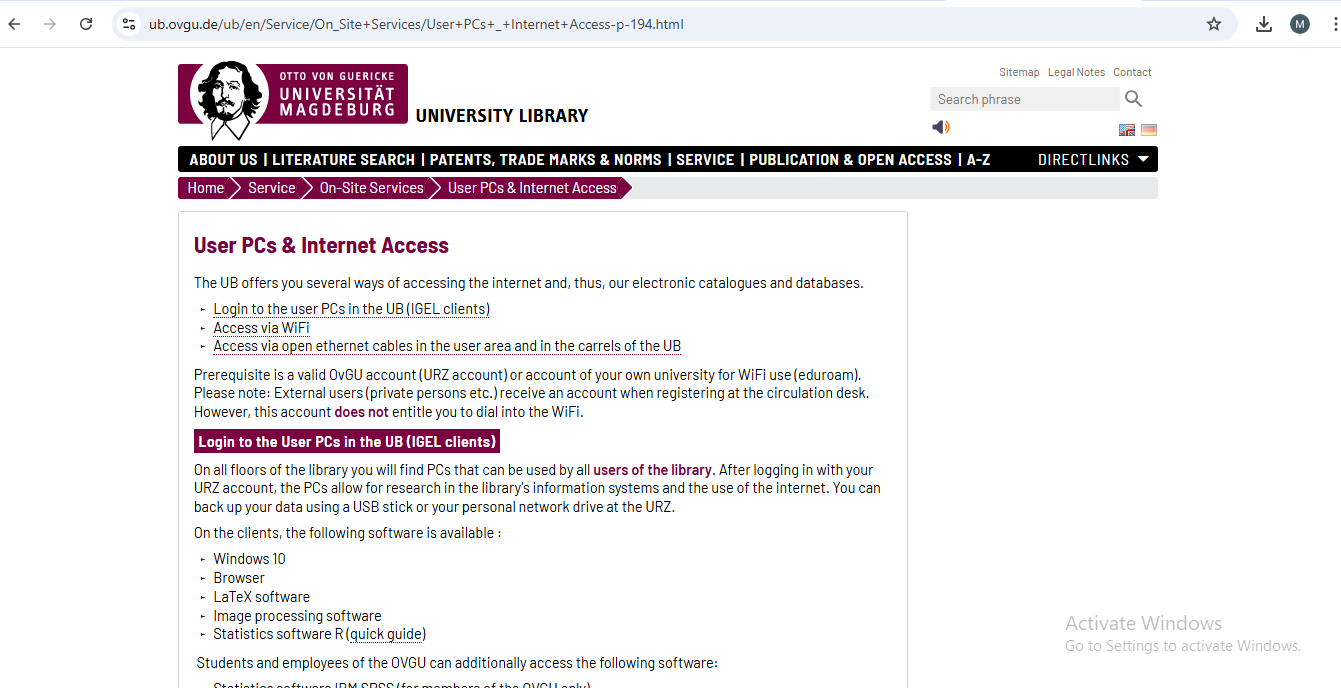 ub.ovgu.de/ub/en/Service/On_Site+Services/User+PCs+_+Internet+Access-p-194.html
M
Sitemap Legal Notes Contact
OTTO VON GUERICKE
UNIVERSITÄT
MAGDEBURG
UNIVERSITY LIBRARY
Search phrase
ABOUT US | LITERATURE SEARCH | PATENTS, TRADE MARKS & NORMS | SERVICE | PUBLICATION & OPEN ACCESS | A-Z DIRECTLINKS
Home Service On-Site Services User PCs & Internet Access
User PCs & Internet Access
The UB offers you several ways of accessing the internet and, thus, our electronic catalogues and databases.
Login to the user PCs in the UB (IGEL clients)
Access via WiFi
Access via open ethernet cables in the user area and in the carrels of the UB
Prerequisite is a valid OvGU account (URZ account) or account of your own university for WiFi use (eduroam).
Please note: External users (private persons etc.) receive an account when registering at the circulation desk.
However, this account does not entitle you to dial into the WiFi.
Login to the User PCs in the UB (IGEL clients)
On all floors of the library you will find PCs that can be used by all users of the library. After logging in with your
URZ account, the PCs allow for research in the library's information systems and the use of the internet. You can
back up your data using a USB stick or your personal network drive at the URZ.
On the clients, the following software is available :
Windows 10
Browser
LaTeX software
Image processing software
Statistics software R (quick guide)
Students and employees of the OVGU can additionally access the following software:
Statistics software IBM SPSS (for members of the OVGU only)
Activate Windows
Go to Settings to activate Windows.